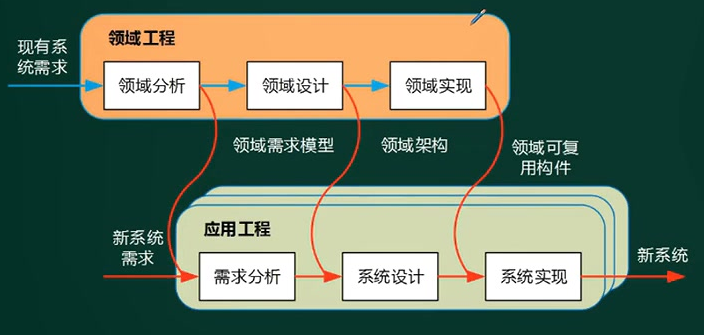 领域工程
现有系
统需求
领域分析
领域设计
领域实现
领域需求模型
领域架构
领域可复
用构件
应用工程
新系统
需求
需求分析
系统设计
系统实现
新系统